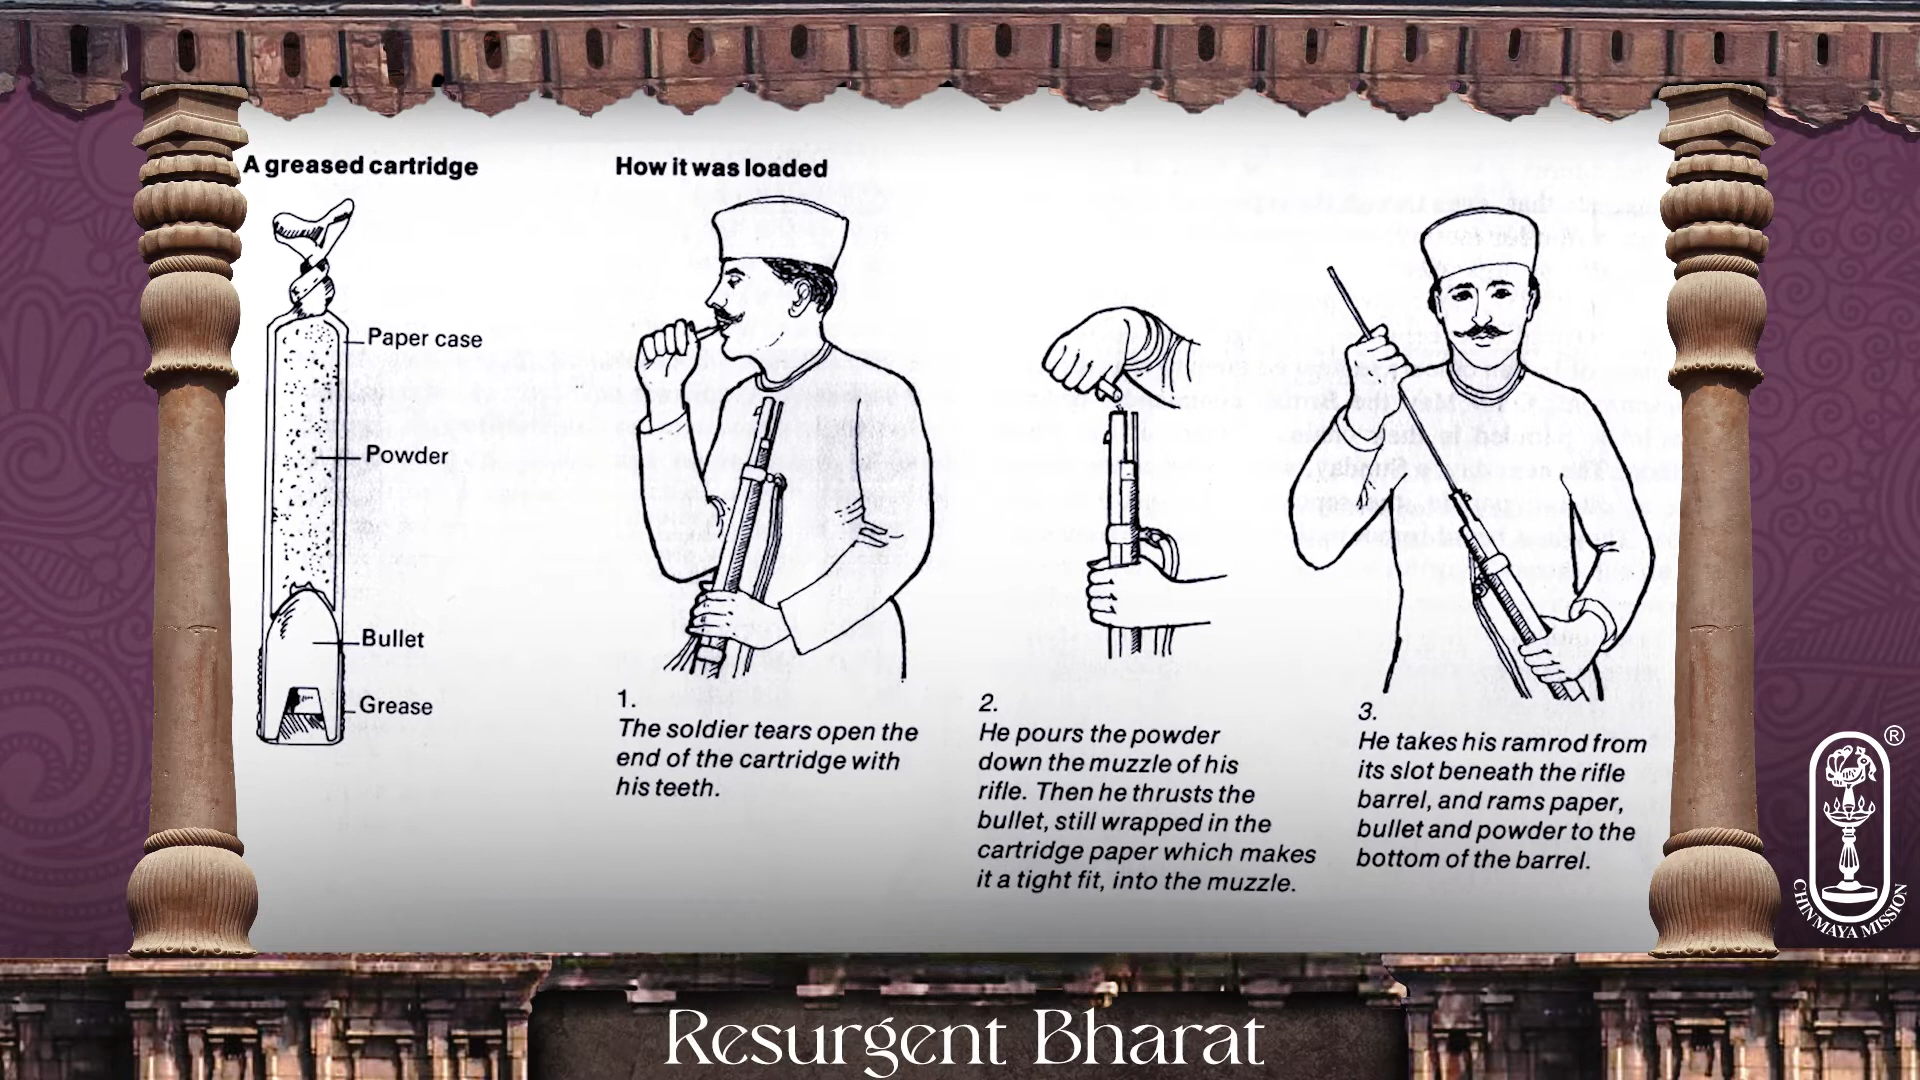 A greased cartridge
Paper case
Powder
Bullet
Grease
How it was loaded
1.
The soldier tears open the
end of the cartridge with
his teeth.
2.
He pours the powder
down the muzzle of his
rifle. Then he thrusts the
bullet, still wrapped in the
cartridge paper which makes
it a tight fit, into the muzzle.
3.
He takes his ramrod from
its slot beneath the rifle
barrel, and rams paper,
bullet and powder to the
bottom of the barrel.
®
CHINMAYA MISSION
Resurgent Bharat